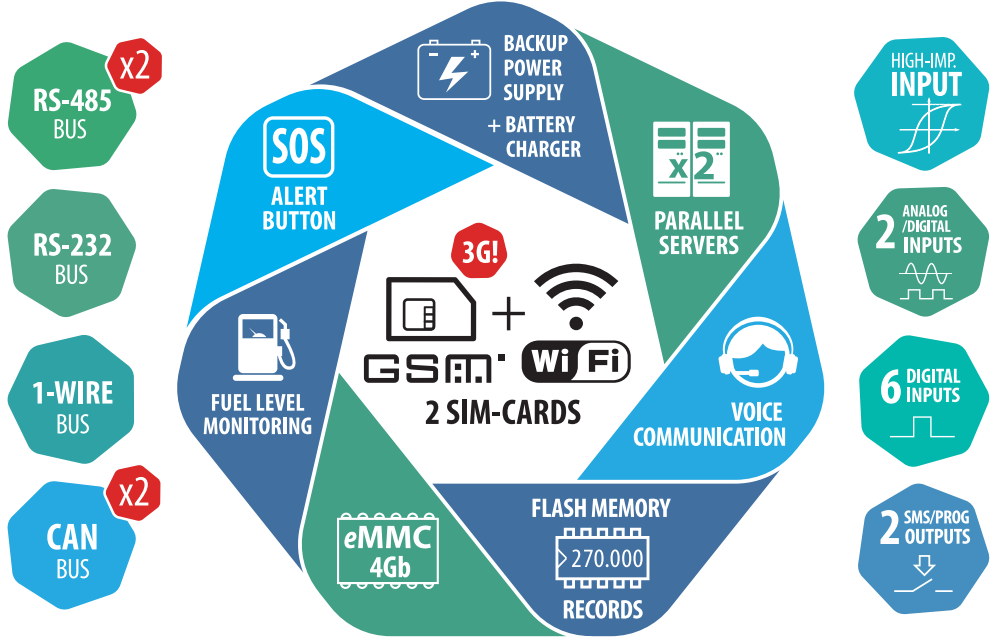 x2
RS-485
BUS
RS-232
BUS
1-WIRE
BUS
x2
CAN
BUS
BACKUP
POWER
SUPPLY
+ BATTERY
CHARGER
SOS
ALERT
BUTTON
ẍ2̈
PARALLEL
SERVERS
3G!
GSM
Wi Fi
2 SIM-CARDS
FUEL LEVEL
MONITORING
VOICE
COMMUNICATION
eMMC
4Gb
FLASH MEMORY
270.000
RECORDS
HIGH-IMP.
INPUT
2 ANALOG
/DIGITAL
INPUTS
6 DIGITAL
INPUTS
2 SMS/PROG
OUTPUTS